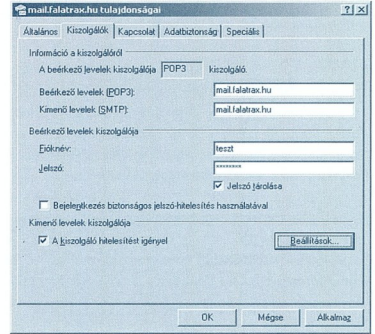 mail.falatrax.hu tulajdonságai
Általános Kiszolgálók Kapcsolat Adatbiztonság Speciális
Információ a kiszolgálóról
A beérkező levelek kiszolgálója POP3 kiszolgáló.
Beérkező levelek (POP3): mail.falatrax.hu
Kimenő levelek (SMTP): mail.falatrax.hu
Beérkező levelek kiszolgálója
Fióknév: teszt
Jelszó: ********
Jelszó tárolása
Bejelentkezés biztonságos jelszó-hitelesítés használatával
Kimenő levelek kiszolgálója
A kiszolgáló hitelesítést igényel Beállítások...
OK Mégse Alkalmaz